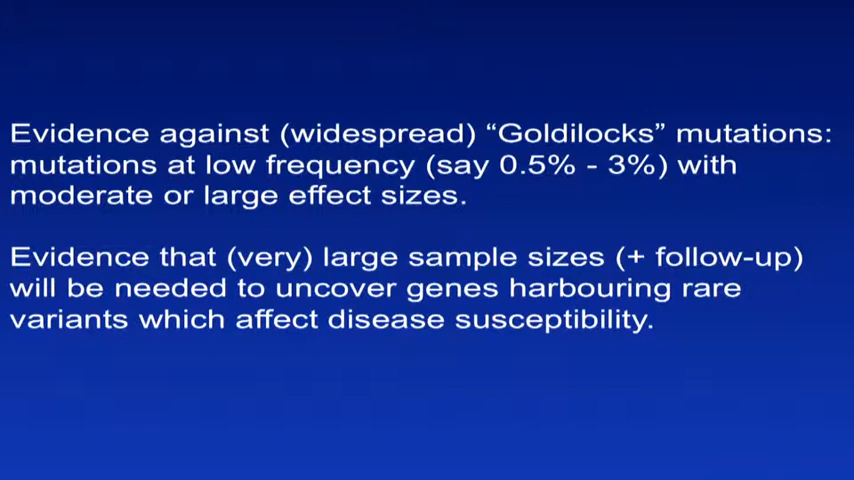 Evidence against (widespread) “Goldilocks” mutations:
mutations at low frequency (say 0.5% - 3%) with
moderate or large effect sizes.
Evidence that (very) large sample sizes (+ follow-up)
will be needed to uncover genes harbouring rare
variants which affect disease susceptibility.